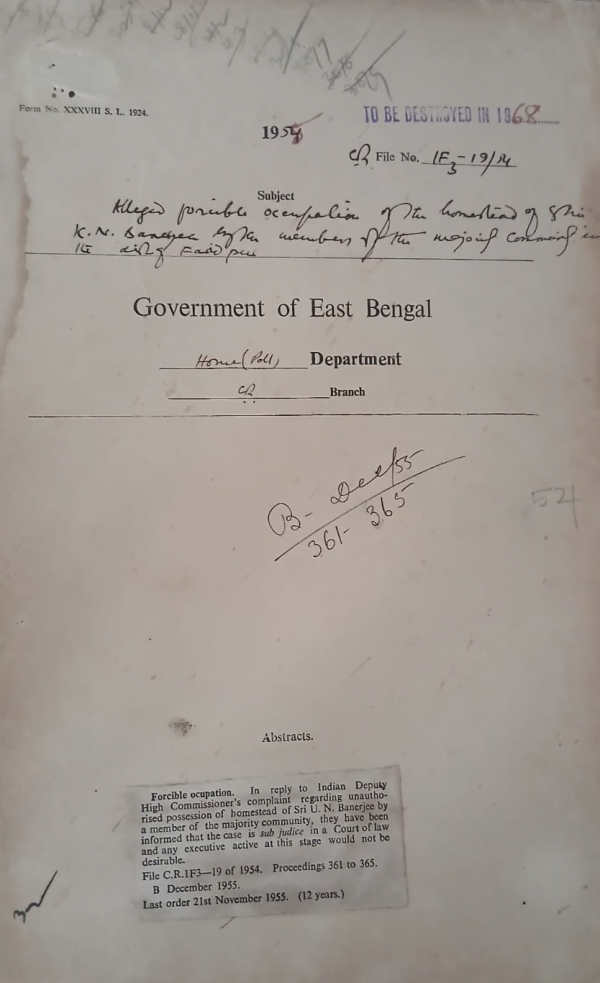 Form No. XXXVIII S. L., 1924.
TO BE DESTROYED IN 1968
1954
CR File No. 1F3-19/54
Subject
Alleged forcible occupation of the homestead of Shri
K. N. Banerjee by the members of the majority community in
the dist of Faridpur
Government of East Bengal
Home (Poll) Department
CR Branch
B- Dec/55
361- 365
521
Abstracts.
Forcible ocupation. In reply to Indian Deputy
High Commissioner's complaint regarding unautho-
rised possession of homestead of Sri U. N. Banerjee by
a member of the majority community, they have been
informed that the case is sub judice in a Court of law
and any executive active at this stage would not be
desirable.
File C.R.1F3—19 of 1954. Proceedings 361 to 365.
B December 1955.
Last order 21st November 1955. (12 years.)